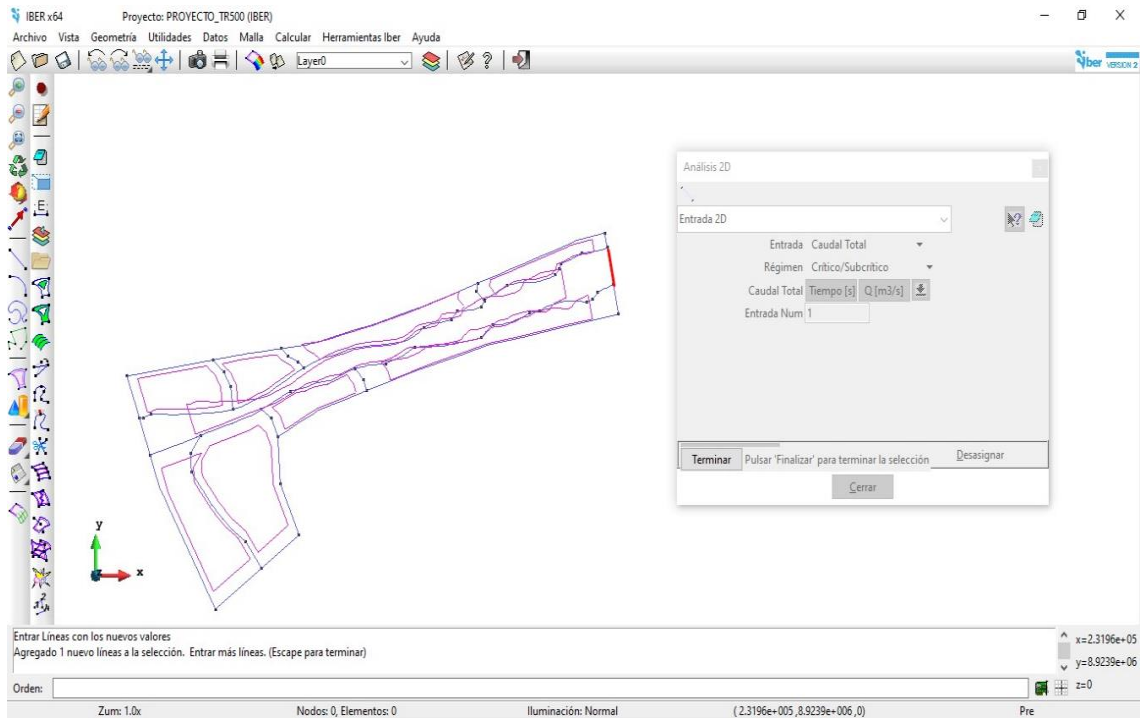 IBER x64 Proyecto: PROYECTO_TR500 (IBER)
Archivo Vista Geometría Utilidades Datos Malla Calcular Herramientas Iber Ayuda
Layer0
iber VERSION 2
Análisis 2D
Entrada 2D
Entrada Caudal Total
Régimen Crítico/Subcrítico
Caudal Total Tiempo [s] Q [m3/s]
Entrada Num 1
Terminar Pulsar 'Finalizar' para terminar la selección Desasignar
Cerrar
y
x
Entrar Líneas con los nuevos valores
Agregado 1 nuevo líneas a la selección. Entrar más líneas. (Escape para terminar)
x=2.3196e+05
y=8.9239e+06
z=0
Orden:
Zum: 1.0x Nodos: 0, Elementos: 0 Iluminación: Normal (2.3196e+005 ,8.9239e+006 ,0) Pre